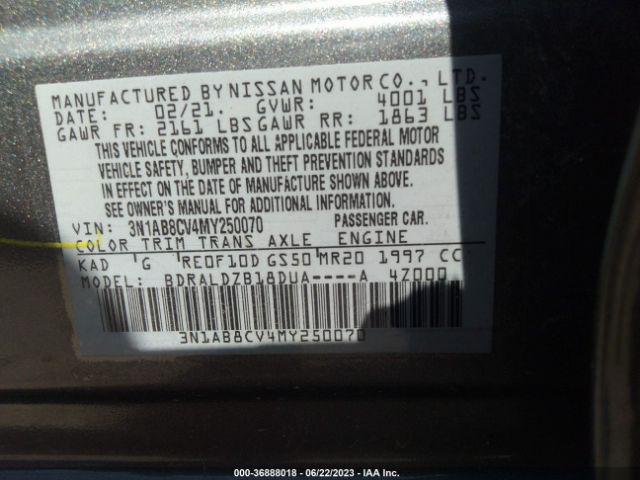 MANUFACTURED BY NISSAN MOTOR CO., LTD.
DATE: 02/21. GVWR: 4001 LBS
GAWR FR: 2161 LBS GAWR RR: 1863 LBS
THIS VEHICLE CONFORMS TO ALL APPLICABLE FEDERAL MOTOR
VEHICLE SAFETY, BUMPER AND THEFT PREVENTION STANDARDS
IN EFFECT ON THE DATE OF MANUFACTURE SHOWN ABOVE.
SEE OWNER'S MANUAL FOR ADDITIONAL INFORMATION.
VIN: 3N1AB8CV4MY250070 PASSENGER CAR.
COLOR TRIM TRANS AXLE ENGINE
KAD G RE0F10D GS50 MR20 1997 CC
MODEL: BDRALDZB18DUA----A 4Z000
3N1AB8CV4MY250070
000-36888018 - 06/22/2023 - IAA Inc.